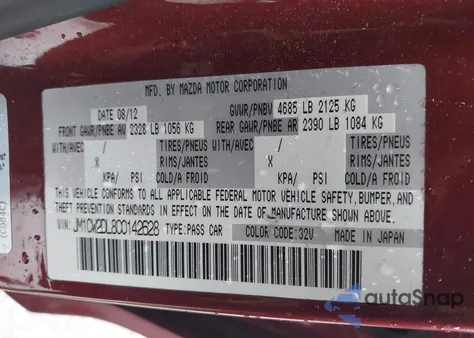 MFD. BY MAZDA MOTOR CORPORATION
DATE 08/12 GVWR/PNBV 4685 LB 2125 KG
FRONT GAWR/PNBE AV 2328 LB 1056 KG REAR GAWR/PNBE AR 2390 LB 1084 KG
WITH/AVEC / TIRES/PNEUS WITH/AVEC / TIRES/PNEUS
X RIMS/JANTES X RIMS/JANTES
KPA/ PSI COLD/A FROID KPA/ PSI COLD/A FROID
THIS VEHICLE CONFORMS TO ALL APPLICABLE FEDERAL MOTOR VEHICLE SAFETY, BUMPER, AND
THEFT PREVENTION STANDARDS IN EFFECT ON THE DATE OF MANUFACTURE SHOWN ABOVE.
VIN: JM1CW2DL8C0142628 TYPE:PASS CAR COLOR CODE:32V MADE IN JAPAN
(CD84C)
autoSnap